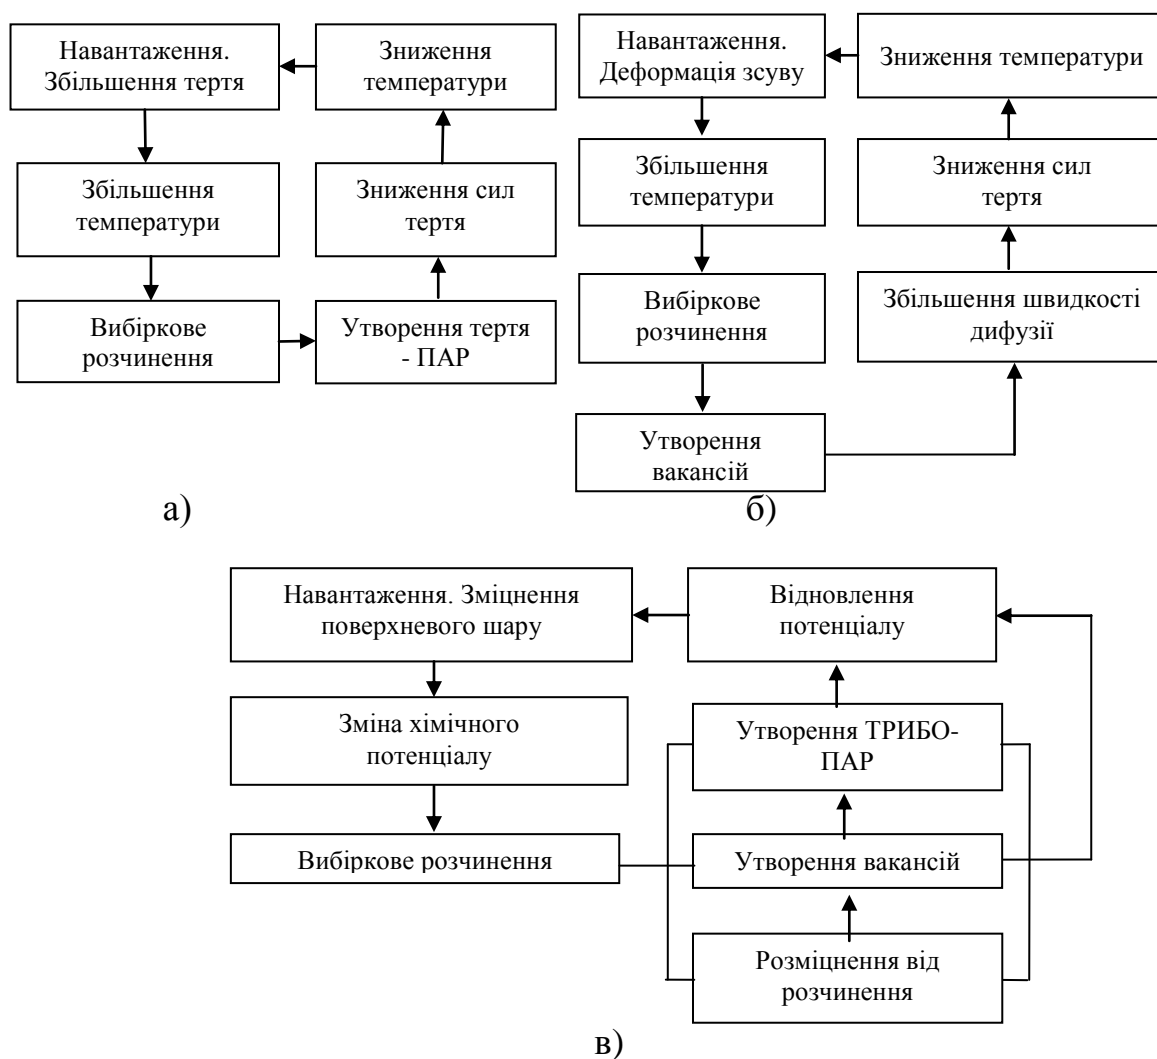 Навантаження.
Збільшення тертя
Зниження
температури
Збільшення
температури
Зниження сил
тертя
Вибіркове
розчинення
Утворення тертя
- ПАР
а)
Навантаження.
Деформація зсуву
Зниження температури
Збільшення
температури
Зниження сил
тертя
Вибіркове
розчинення
Збільшення швидкості
дифузії
Утворення
вакансій
б)
Навантаження. Зміцнення
поверхневого шару
Відновлення
потенціалу
Зміна хімічного
потенціалу
Утворення ТРИБО-
ПАР
Вибіркове розчинення
Утворення вакансій
Розміцнення від
розчинення
в)